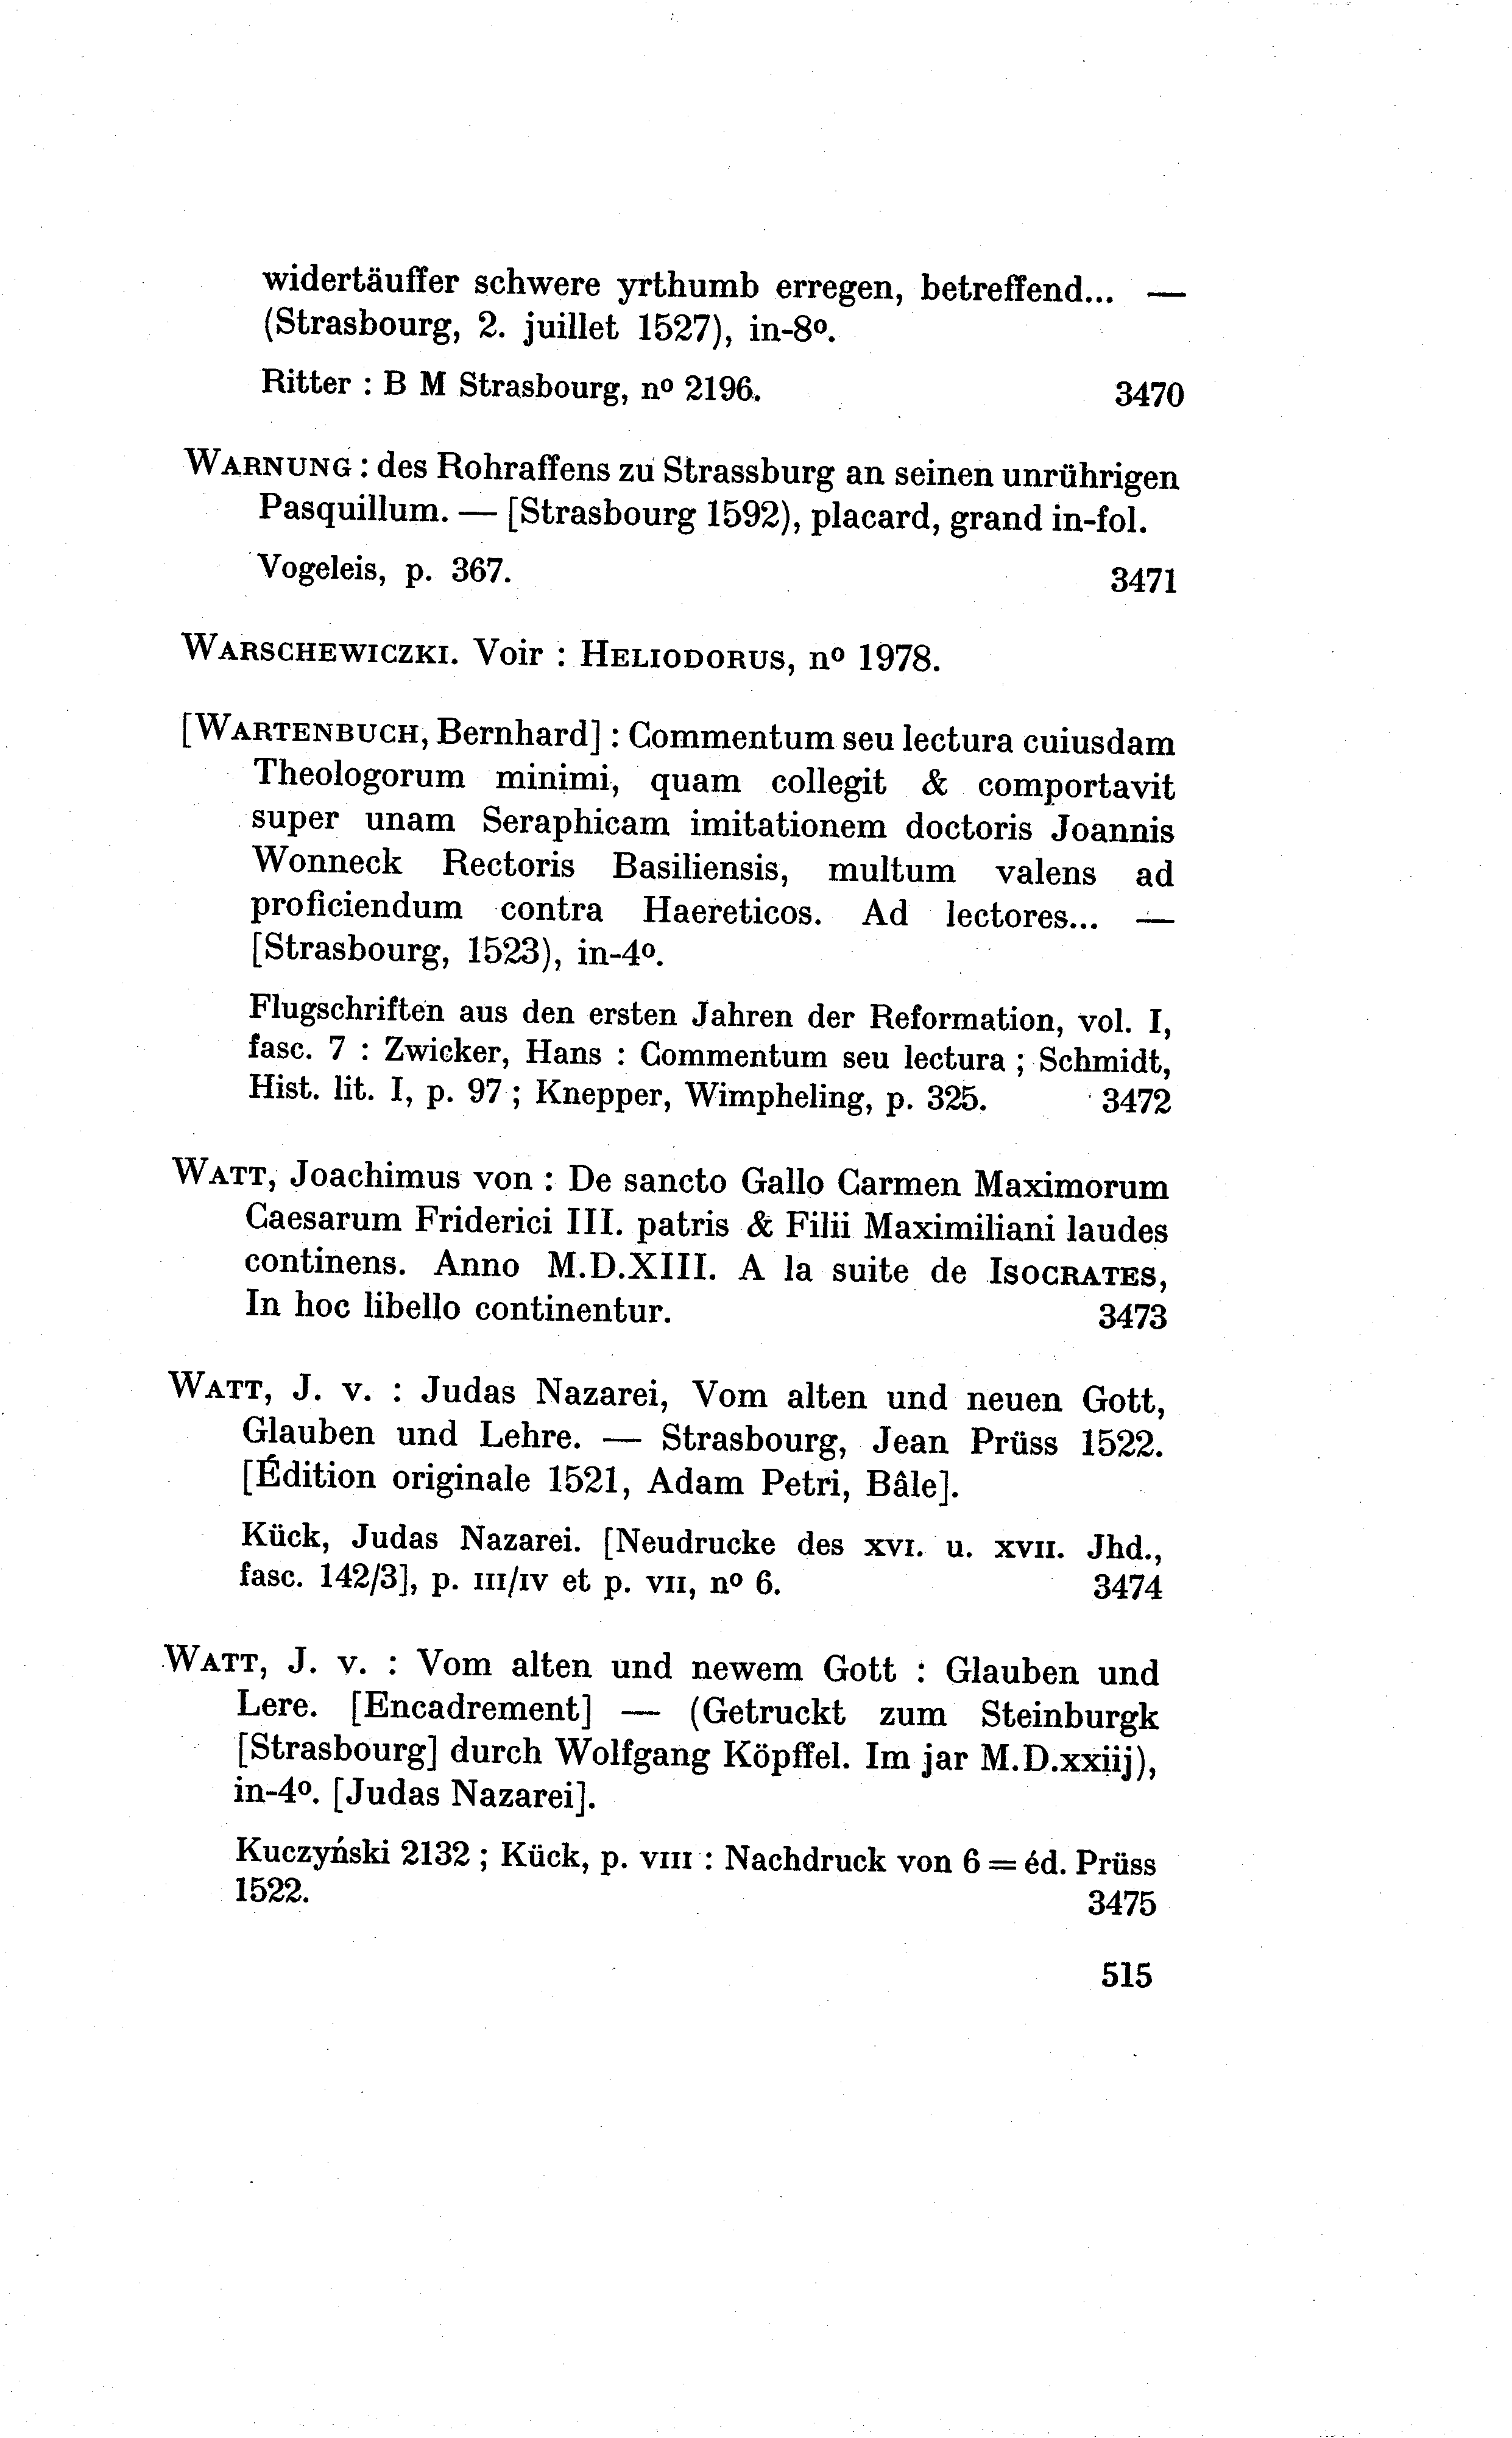 widertäuffer schwere yrthumb erregen, betreffend... —
(Strasbourg, 2. juillet 1527), in-8º.
Ritter : B M Strasbourg, nº 2196. 3470
WARNUNG : des Rohraffens zu Strassburg an seinen unrührigen
Pasquillum. — [Strasbourg 1592), placard, grand in-fol.
Vogeleis, p. 367. 3471
WARSCHEWICZKI. Voir : HELIODORUS, nº 1978.
[WARTENBUCH, Bernhard] : Commentum seu lectura cuiusdam
Theologorum minimi, quam collegit & comportavit
super unam Seraphicam imitationem doctoris Joannis
Wonneck Rectoris Basiliensis, multum valens ad
proficiendum contra Haereticos. Ad lectores... —
[Strasbourg, 1523), in-4º.
Flugschriften aus den ersten Jahren der Reformation, vol. I,
fasc. 7 : Zwicker, Hans : Commentum seu lectura ; Schmidt,
Hist. lit. I, p. 97 ; Knepper, Wimpheling, p. 325. 3472
WATT, Joachimus von : De sancto Gallo Carmen Maximorum
Caesarum Friderici III. patris & Filii Maximiliani laudes
continens. Anno M.D.XIII. A la suite de ISOCRATES,
In hoc libello continentur. 3473
WATT, J. v. : Judas Nazarei, Vom alten und neuen Gott,
Glauben und Lehre. — Strasbourg, Jean Prüss 1522.
[Édition originale 1521, Adam Petri, Bâle].
Kück, Judas Nazarei. [Neudrucke des XVI. u. XVII. Jhd.,
fasc. 142/3], p. III/IV et p. VII, nº 6. 3474
WATT, J. v. : Vom alten und newem Gott : Glauben und
Lere. [Encadrement] — (Getruckt zum Steinburgk
[Strasbourg] durch Wolfgang Köpffel. Im jar M.D.xxiij),
in-4º. [Judas Nazarei].
Kuczyński 2132 ; Kück, p. VIII : Nachdruck von 6 = éd. Prüss
1522. 3475
515